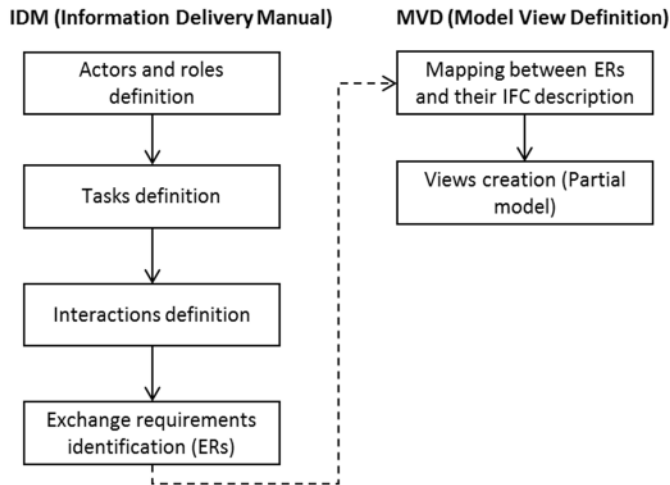 IDM (Information Delivery Manual)
Actors and roles
definition
Tasks definition
Interactions definition
Exchange requirements
identification (ERs)
MVD (Model View Definition)
Mapping between ERs
and their IFC description
Views creation (Partial
model)